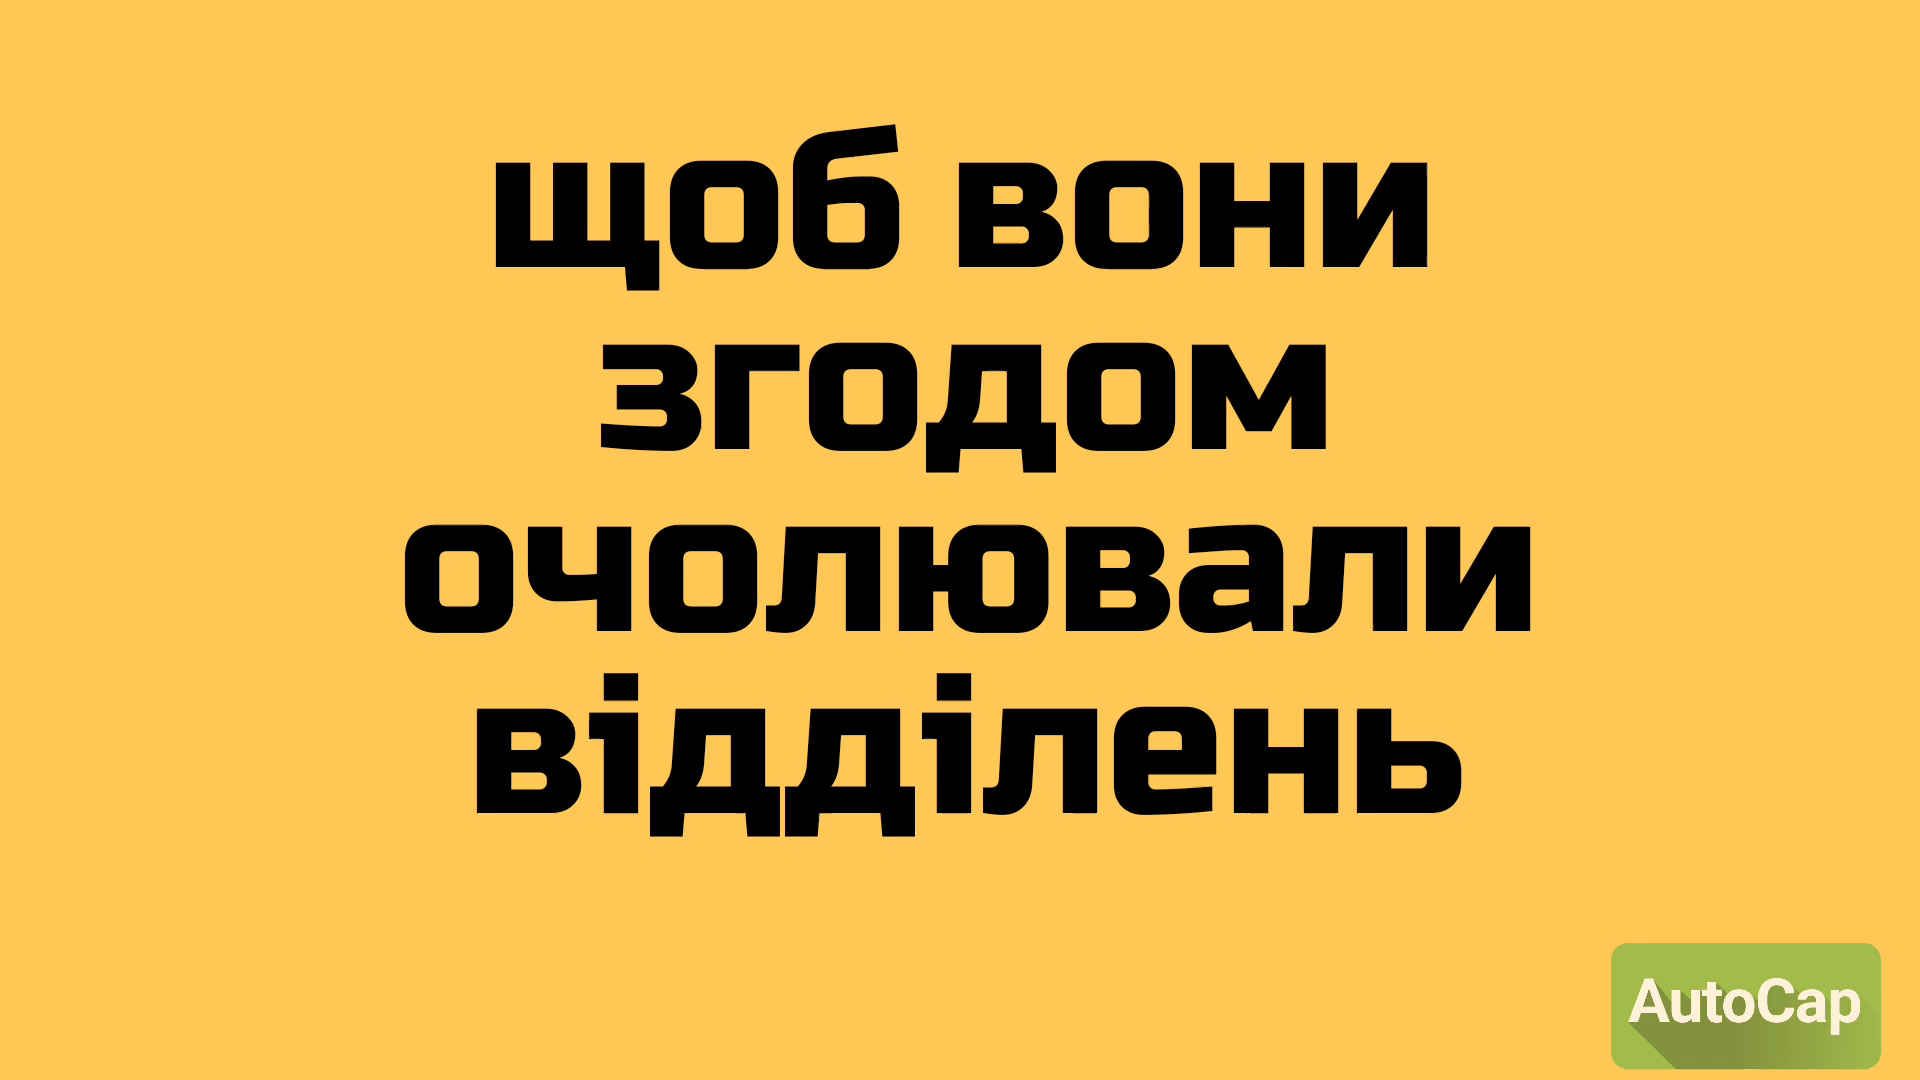 щоб вони
згодом
очолювали
відділень
AutoCap